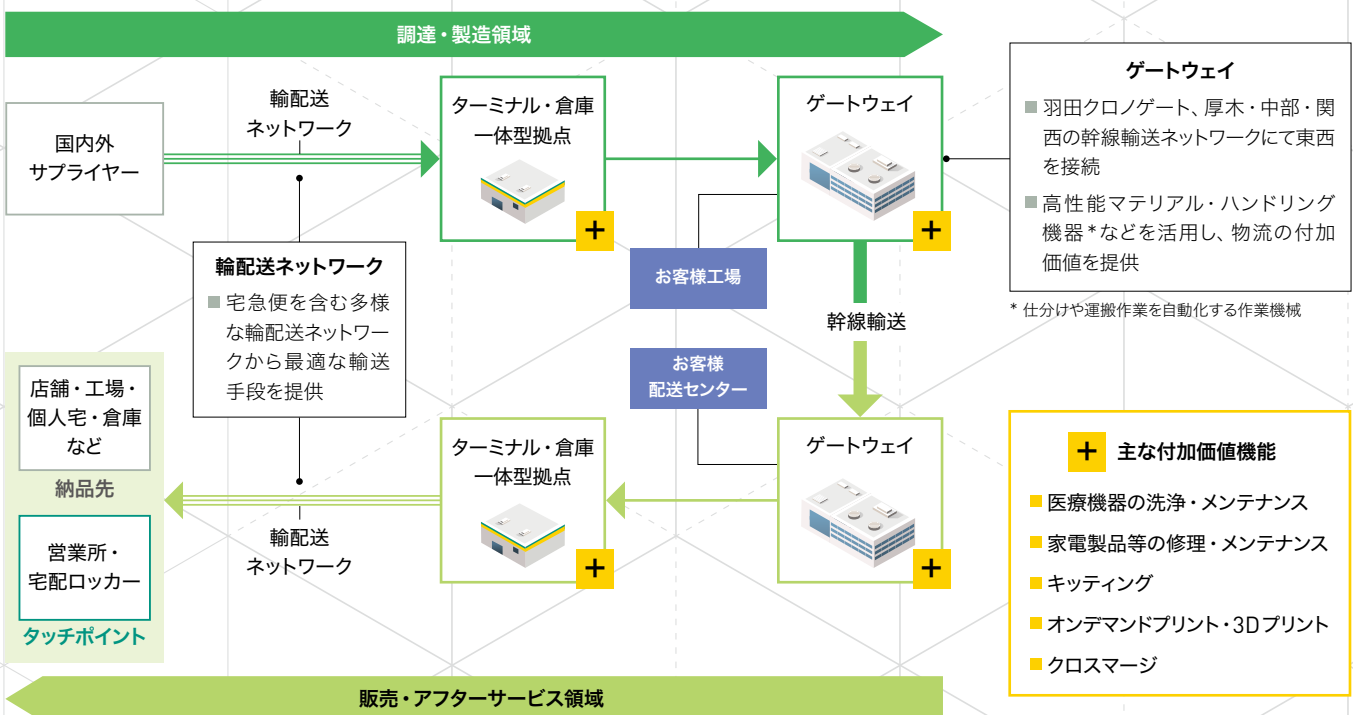 調達・製造領域
国内外
サプライヤー
輪配送
ネットワーク
ターミナル・倉庫
一体型拠点
+
ゲートウェイ
+
ゲートウェイ
■ 羽田クロノゲート、厚木・中部・関
西の幹線輸送ネットワークにて東西
を接続
■ 高性能マテリアル・ハンドリング
機器*などを活用し、物流の付加
価値を提供
* 仕分けや運搬作業を自動化する作業機械
輪配送ネットワーク
■ 宅急便を含む多様
な輪配送ネットワー
クから最適な輸送
手段を提供
お客様工場
幹線輸送
お客様
配送センター
店舗・工場・
個人宅・倉庫
など
納品先
営業所・
宅配ロッカー
タッチポイント
輪配送
ネットワーク
ターミナル・倉庫
一体型拠点
+
ゲートウェイ
+
+ 主な付加価値機能
■ 医療機器の洗浄・メンテナンス
■ 家電製品等の修理・メンテナンス
■ キッティング
■ オンデマンドプリント・3Dプリント
■ クロスマージ
販売・アフターサービス領域